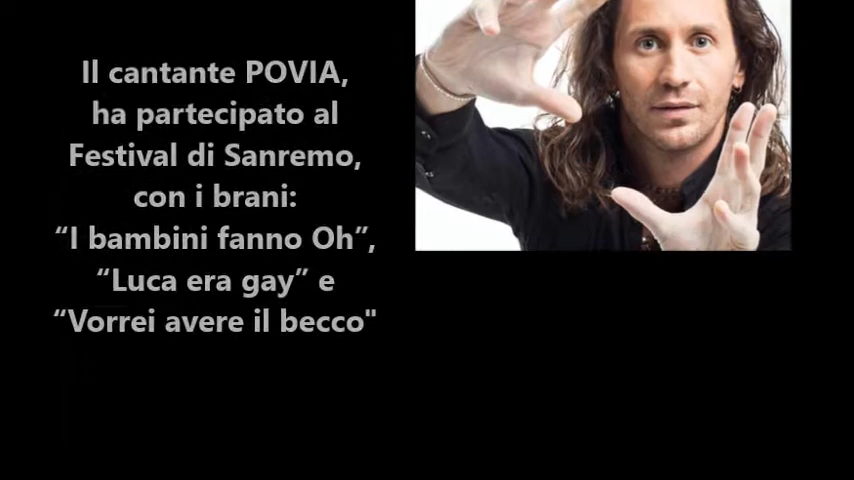 Il cantante POVIA,
ha partecipato al
Festival di Sanremo,
con i brani:
“I bambini fanno Oh”,
“Luca era gay” e
“Vorrei avere il becco"